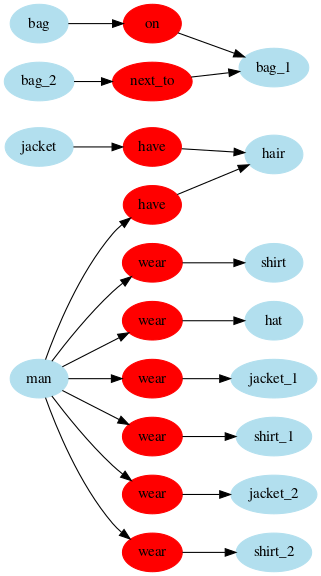 bag on
bag_1
bag_2 next_to
jacket have
hair
have
wear shirt
wear hat
man wear jacket_1
wear shirt_1
wear jacket_2
wear shirt_2